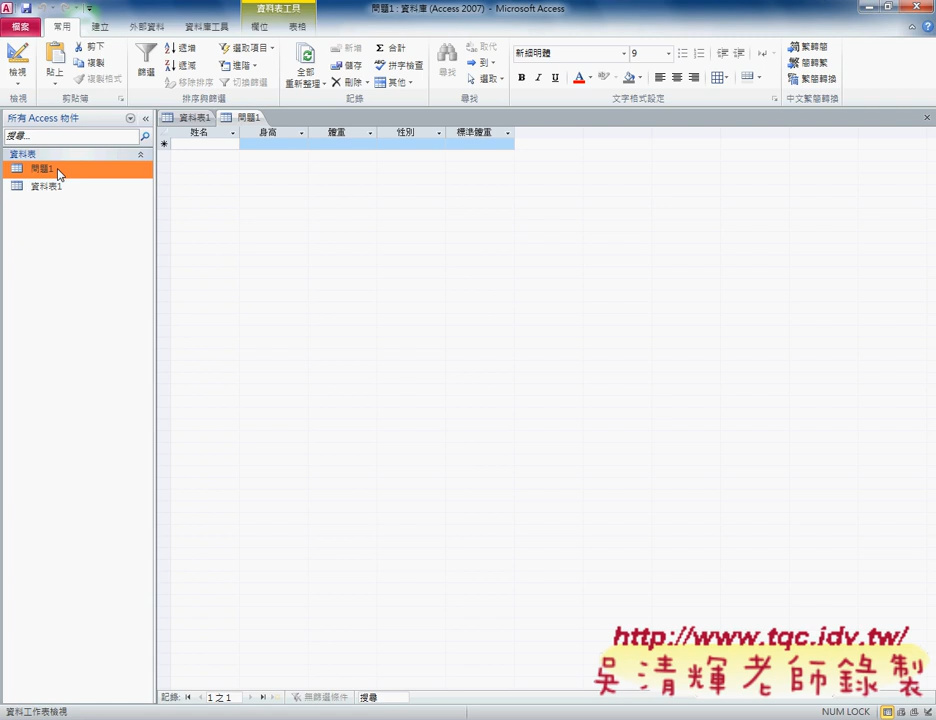 資料表工具
問題1 : 資料庫 (Access 2007) - Microsoft Access
檔案 常用 建立 外部資料 資料庫工具 欄位 表格
檢視 貼上 剪下 複製 複製格式 篩選 遞增 遞減 移除排序 選取項目 進階 切換篩選 全部重新整理 新增 儲存 刪除 合計 拼字檢查 其他 尋找 取代 到 選取 新細明體 9 繁轉簡 簡轉繁 繁簡轉換
B I U A
檢視 剪貼簿 排序與篩選 記錄 尋找 文字格式設定 中文繁簡轉換
所有 Access 物件
搜尋...
資料表
問題1
資料表1
資料表1 問題1
姓名 身高 體重 性別 標準體重
http://www.tqc.idv.tw/
吳清輝老師錄製
記錄: 1 之 1 無篩選條件 搜尋
資料工作表檢視 NUM LOCK